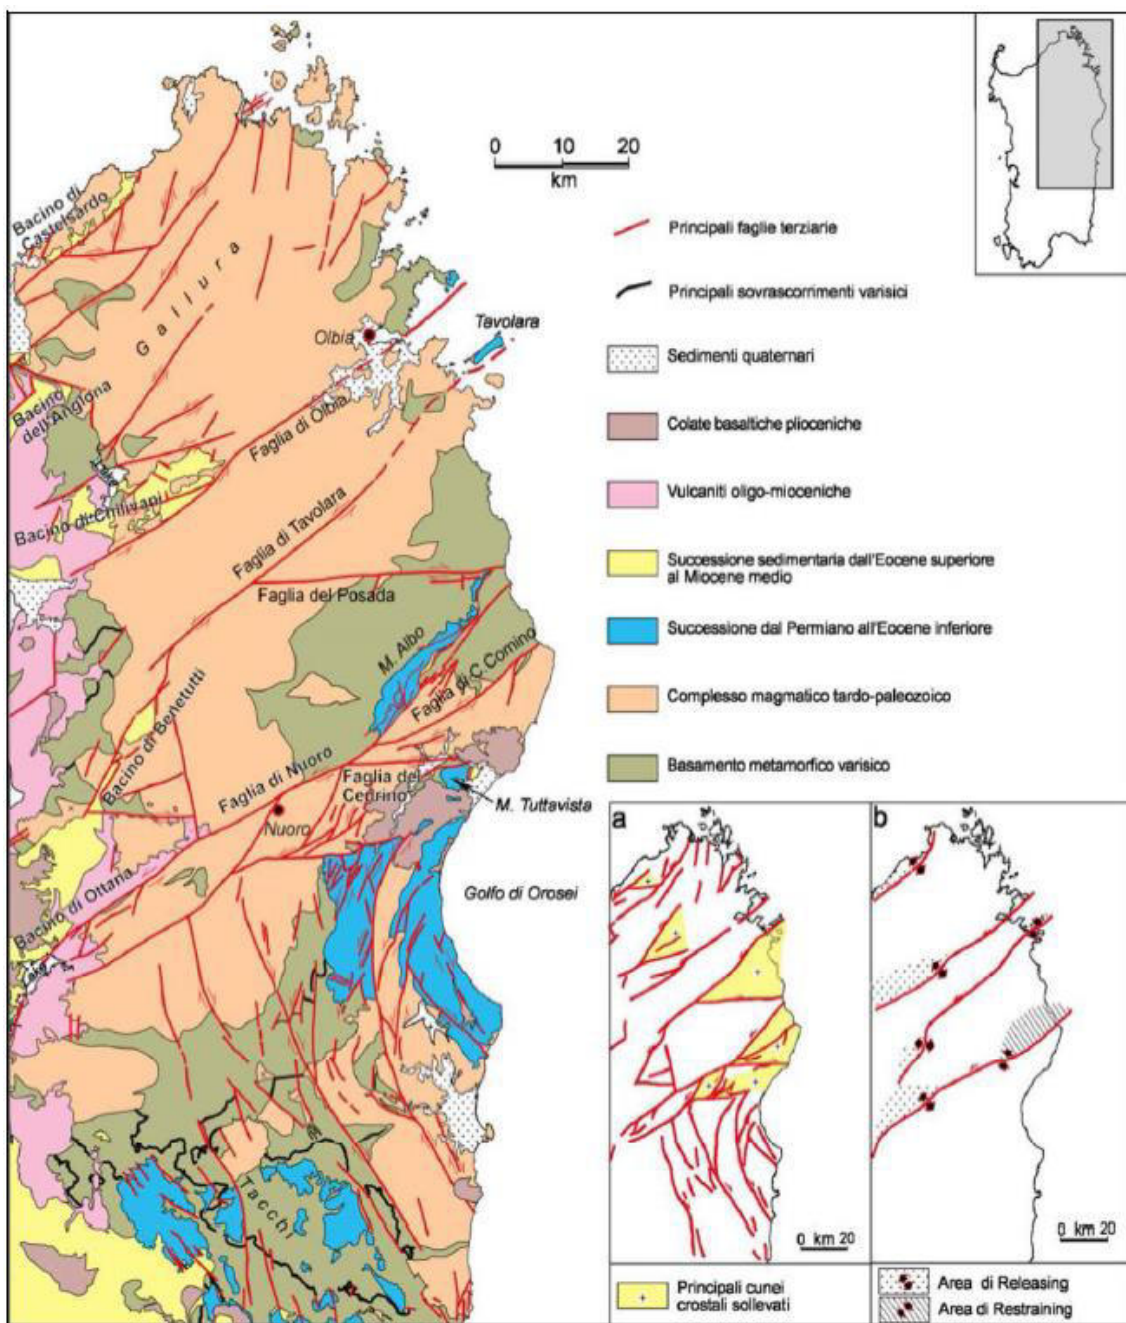 0 10 20
km
Principali faglie terziarie
Principali sovrascorrimenti varisici
Sedimenti quaternari
Colate basaltiche plioceniche
Vulcaniti oligo-mioceniche
Successione sedimentaria dall'Eocene superiore
al Miocene medio
Successione dal Permiano all'Eocene inferiore
Complesso magmatico tardo-paleozoico
Basamento metamorfico varisico
Bacino di
Castelsardo
Gallura
Olbia
Tavolara
Bacino
dell'Anglona
Faglia di Olbia
Bacino di Chilivani
Faglia di Tavolara
Faglia del Posada
M. Albo
Faglia di C. Comino
Bacino di Benetutti
Faglia di Nuoro
Faglia del
Cedrino
M. Tuttavista
Nuoro
Bacino di Ottana
Golfo di Orosei
Tacchi
a
0 km 20
Principali cunei
crostali sollevati
b
0 km 20
Area di Releasing
Area di Restraining